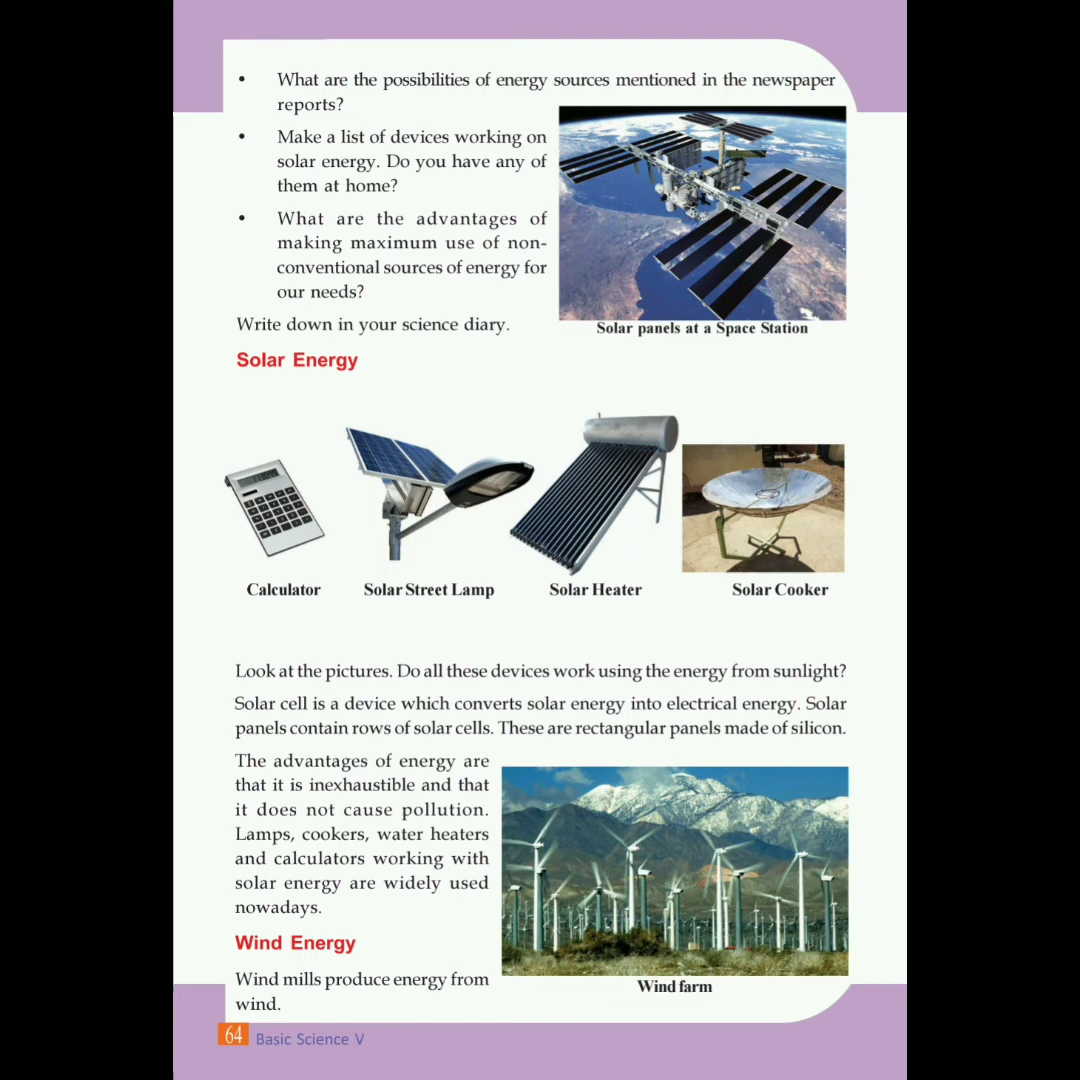 • What are the possibilities of energy sources mentioned in the newspaper
reports?
• Make a list of devices working on
solar energy. Do you have any of
them at home?
• What are the advantages of
making maximum use of non-
conventional sources of energy for
our needs?
Write down in your science diary.
Solar panels at a Space Station
Solar Energy
Calculator Solar Street Lamp Solar Heater Solar Cooker
Look at the pictures. Do all these devices work using the energy from sunlight?
Solar cell is a device which converts solar energy into electrical energy. Solar
panels contain rows of solar cells. These are rectangular panels made of silicon.
The advantages of energy are
that it is inexhaustible and that
it does not cause pollution.
Lamps, cookers, water heaters
and calculators working with
solar energy are widely used
nowadays.
Wind Energy
Wind mills produce energy from
wind.
Wind farm
64 Basic Science V